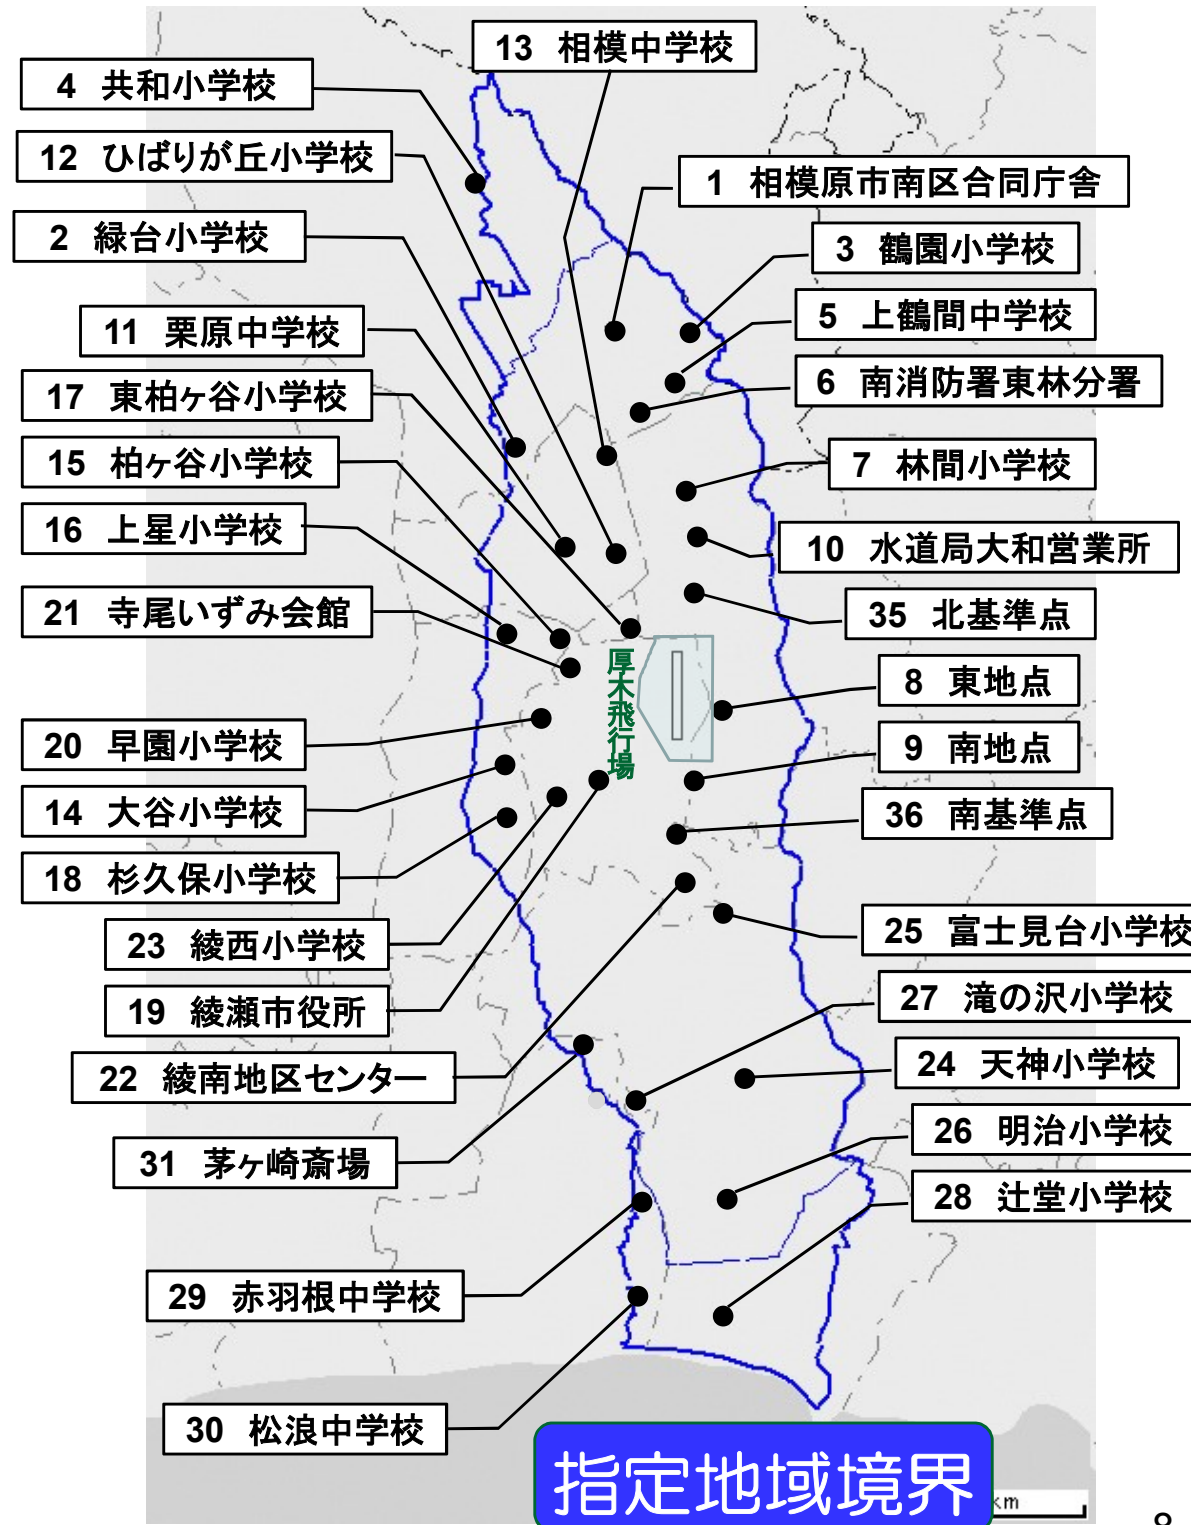 13 相模中学校
4 共和小学校
12 ひばりが丘小学校
1 相模原市南区合同庁舎
2 緑台小学校
3 鶴園小学校
11 栗原中学校
5 上鶴間中学校
17 東柏ヶ谷小学校
6 南消防署東林分署
15 柏ヶ谷小学校
7 林間小学校
16 上星小学校
10 水道局大和営業所
21 寺尾いずみ会館
35 北基準点
厚木飛行場
8 東地点
20 早園小学校
9 南地点
14 大谷小学校
36 南基準点
18 杉久保小学校
23 綾西小学校
25 富士見台小学校
19 綾瀬市役所
27 滝の沢小学校
22 綾南地区センター
24 天神小学校
31 茅ヶ崎斎場
26 明治小学校
28 辻堂小学校
29 赤羽根中学校
30 松浪中学校
指定地域境界
km